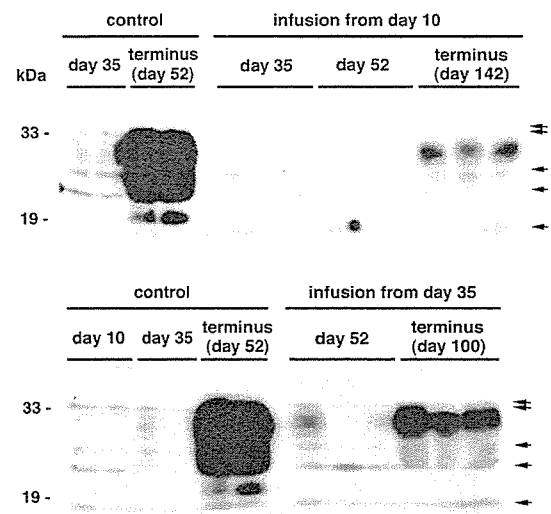 control infusion from day 10
day 35 terminus (day 52) day 35 day 52 terminus (day 142)
kDa
33 -
19 -
control infusion from day 35
day 10 day 35 terminus (day 52) day 52 terminus (day 100)
33 -
19 -